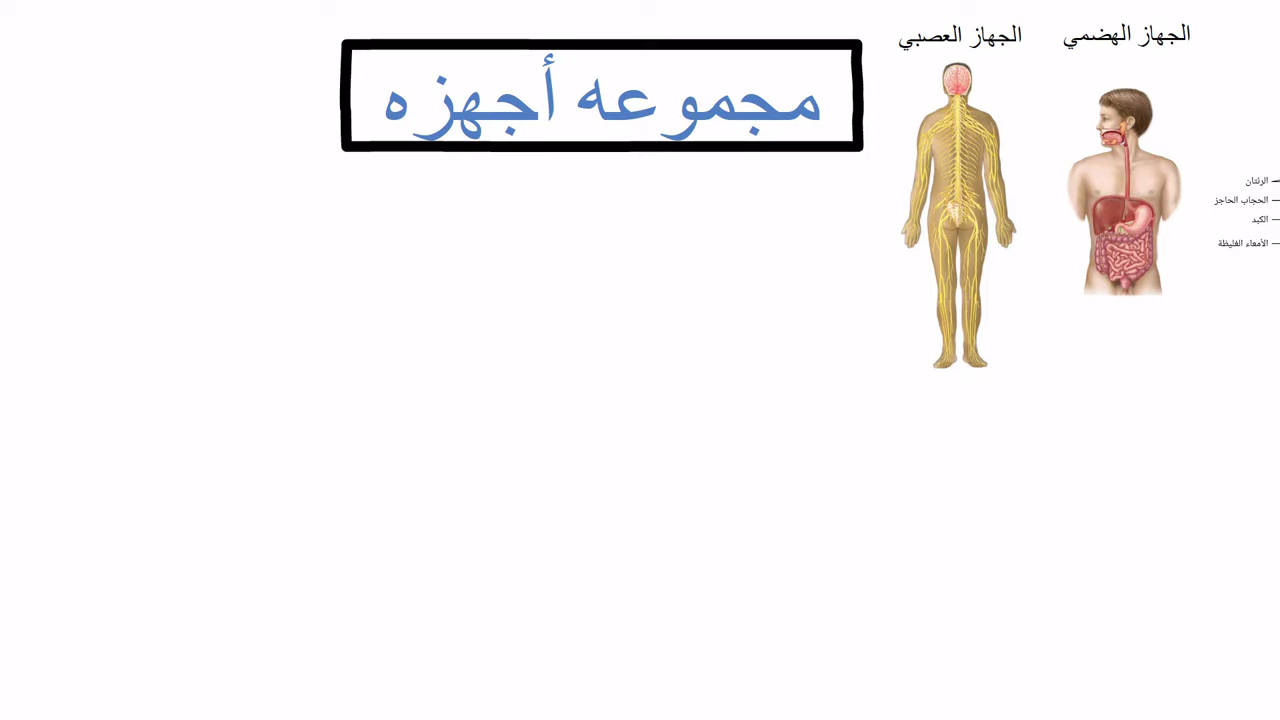 الجهاز الهضمي
الجهاز العصبي
مجموعه أجهزه
الرئتان
الحجاب الحاجز
الكبد
الأمعاء الغليظة